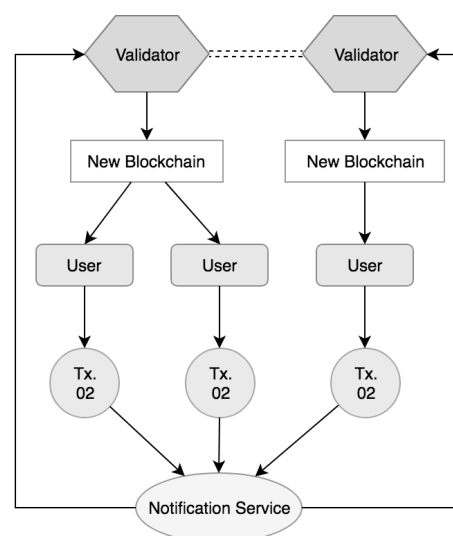 Validator
Validator
New Blockchain
New Blockchain
User
User
User
Tx.
02
Tx.
02
Tx.
02
Notification Service